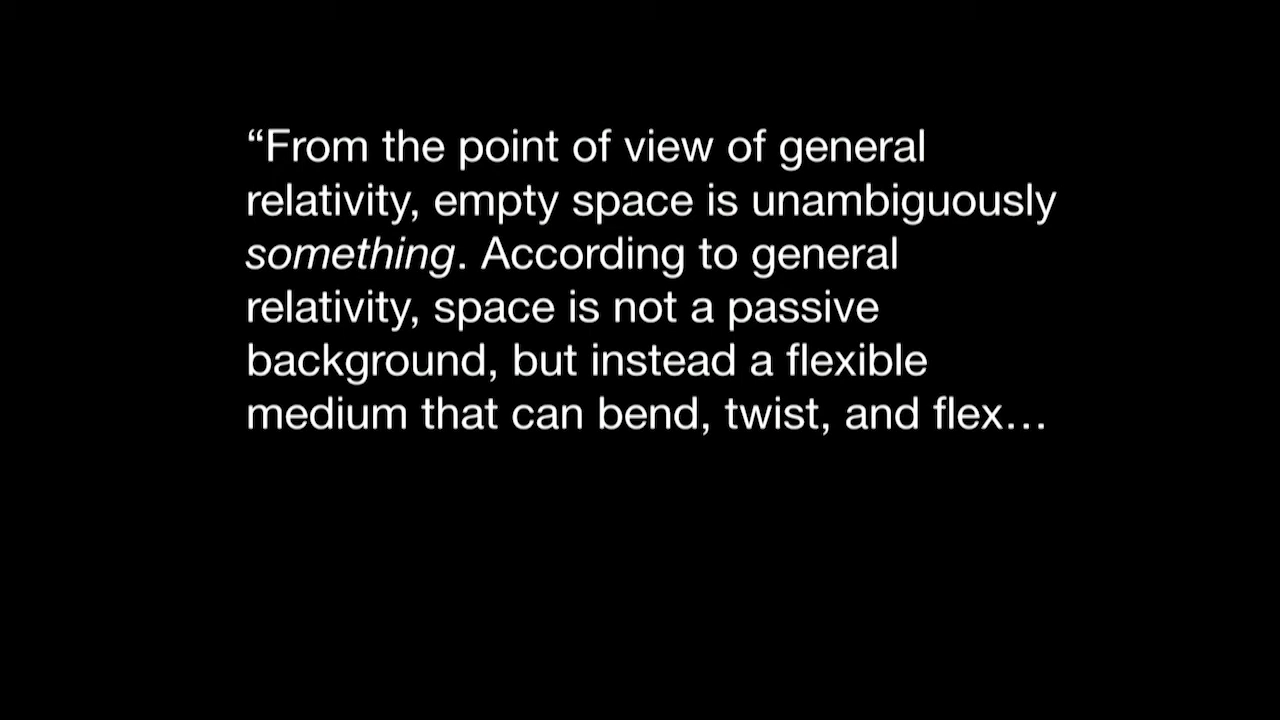 “From the point of view of general
relativity, empty space is unambiguously
something. According to general
relativity, space is not a passive
background, but instead a flexible
medium that can bend, twist, and flex…